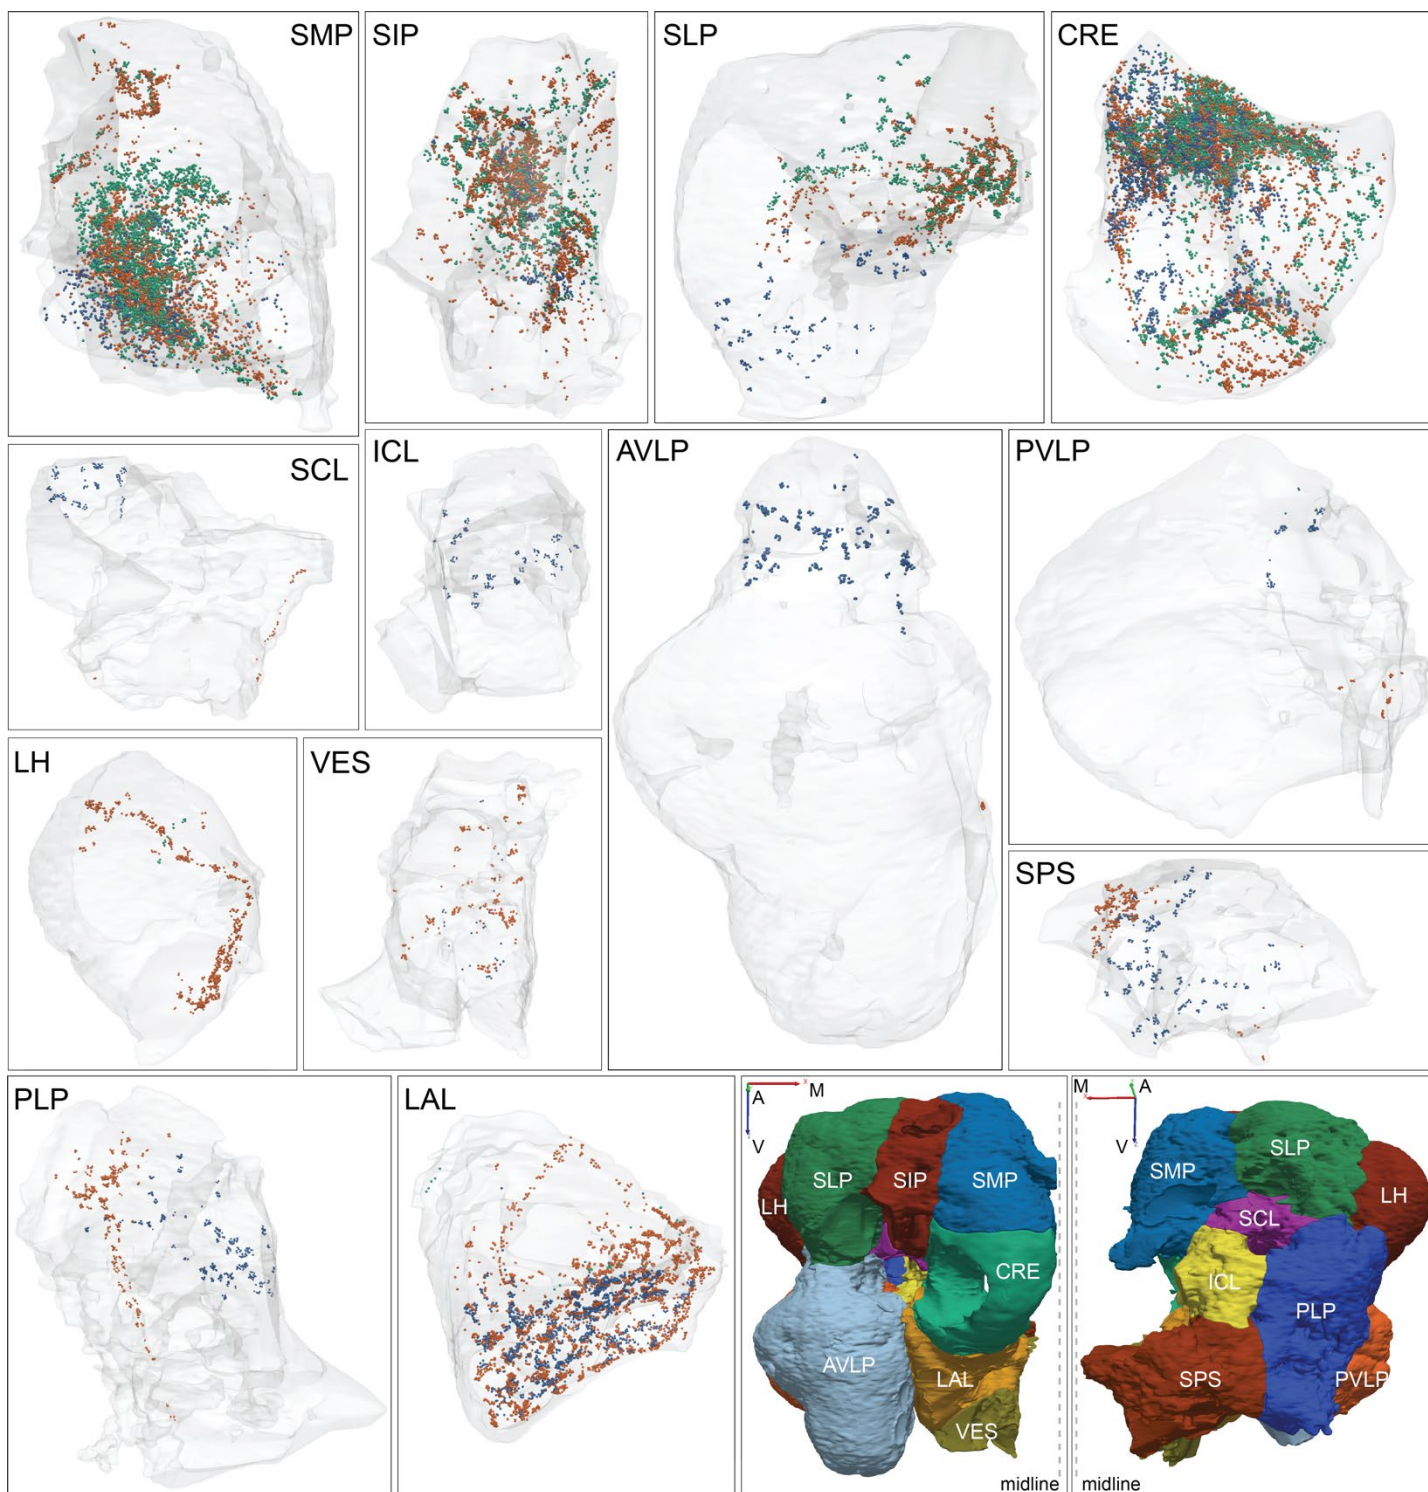 SMP
SIP
SLP
CRE
SCL
ICL
AVLP
PVLP
LH
VES
SPS
PLP
LAL
A
M
V
SLP
SIP
SMP
LH
CRE
AVLP
LAL
VES
midline
M
A
V
SLP
SMP
LH
SCL
ICL
PLP
SPS
PVLP
midline